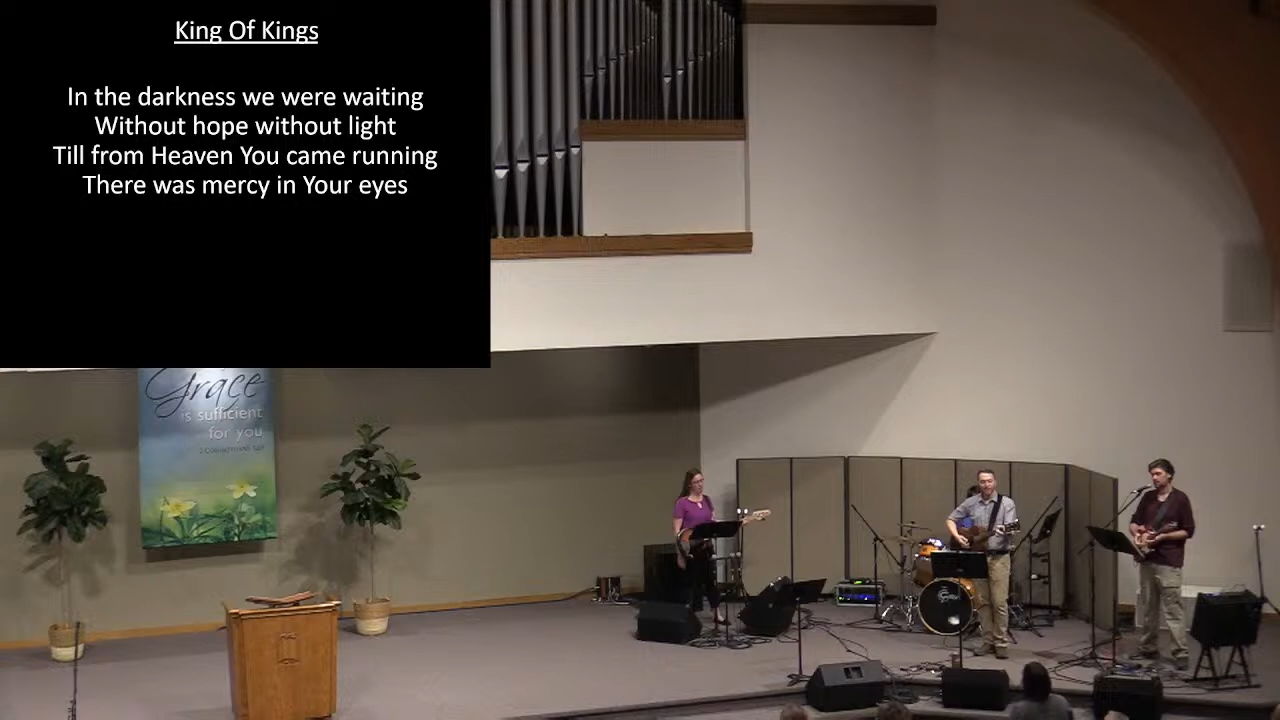 King Of Kings
In the darkness we were waiting
Without hope without light
Till from Heaven You came running
There was mercy in Your eyes
Grace
is sufficient
for you